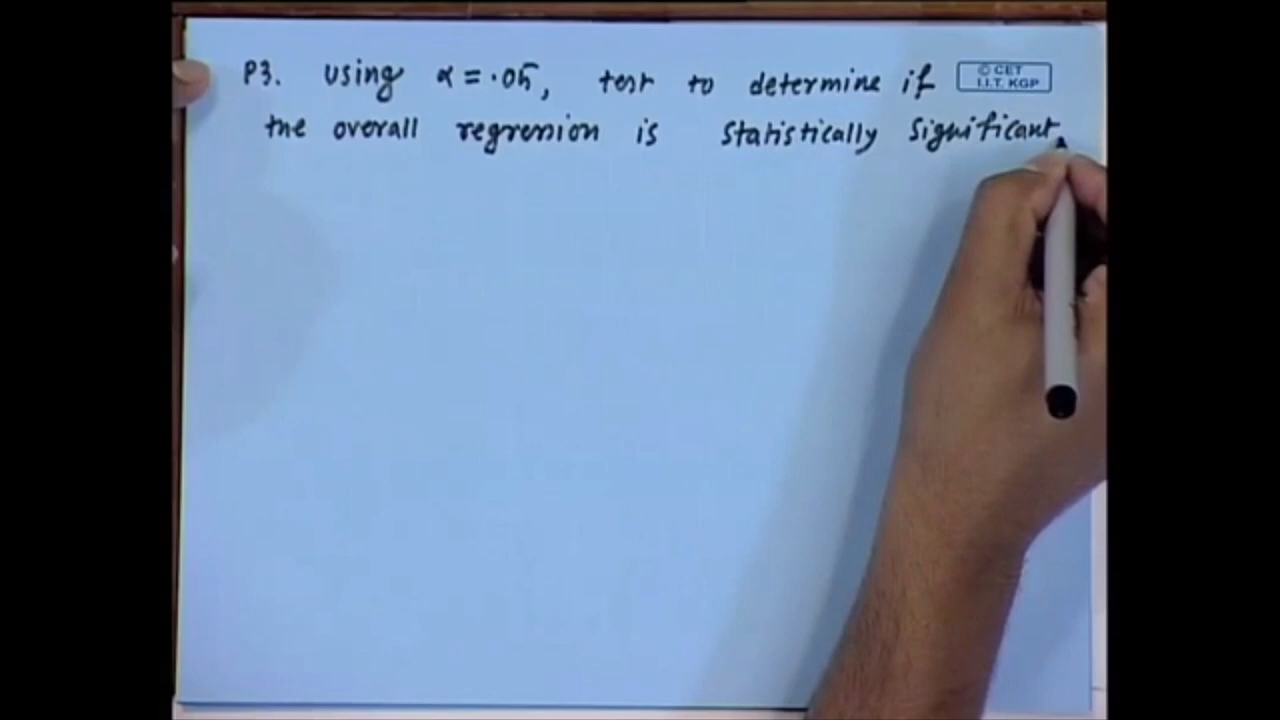 P3. Using α = .05, test to determine if
the overall regression is statistically significant.
© CET
I.I.T. KGP